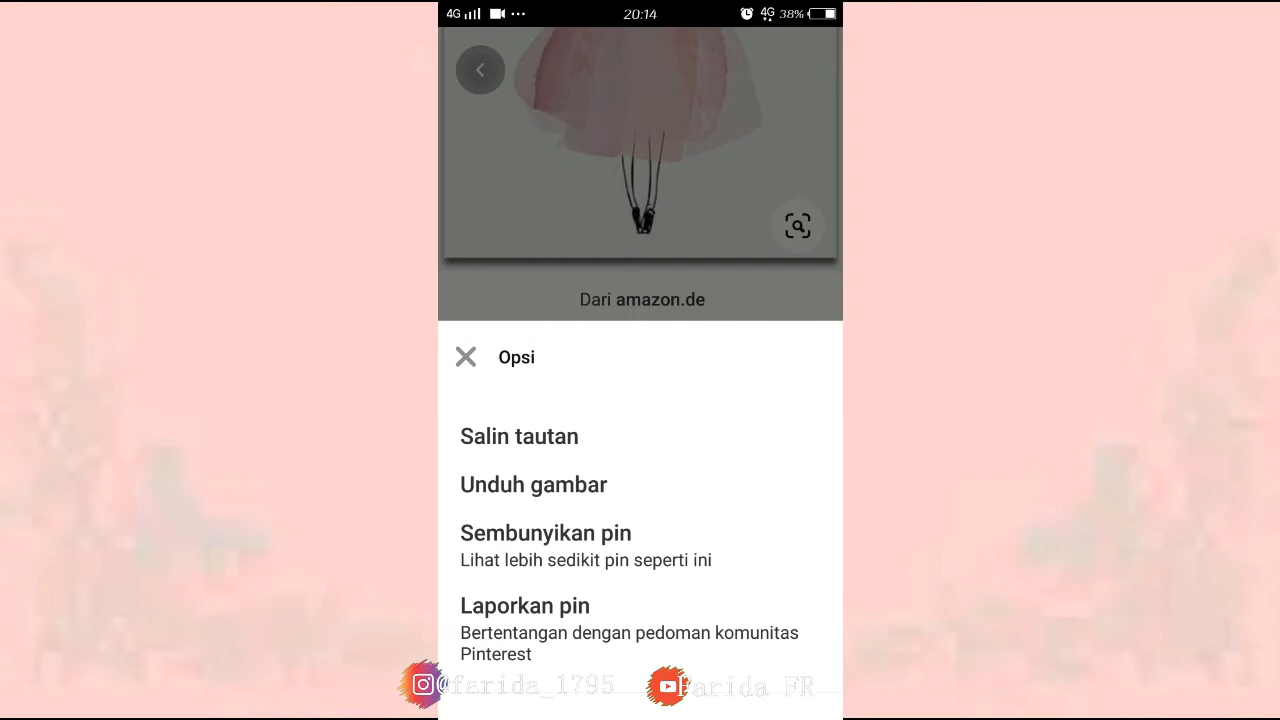 4G 20:14 4G 38%
Dari amazon.de
Opsi
Salin tautan
Unduh gambar
Sembunyikan pin
Lihat lebih sedikit pin seperti ini
Laporkan pin
Bertentangan dengan pedoman komunitas
Pinterest
@farida_1795 Farida FR